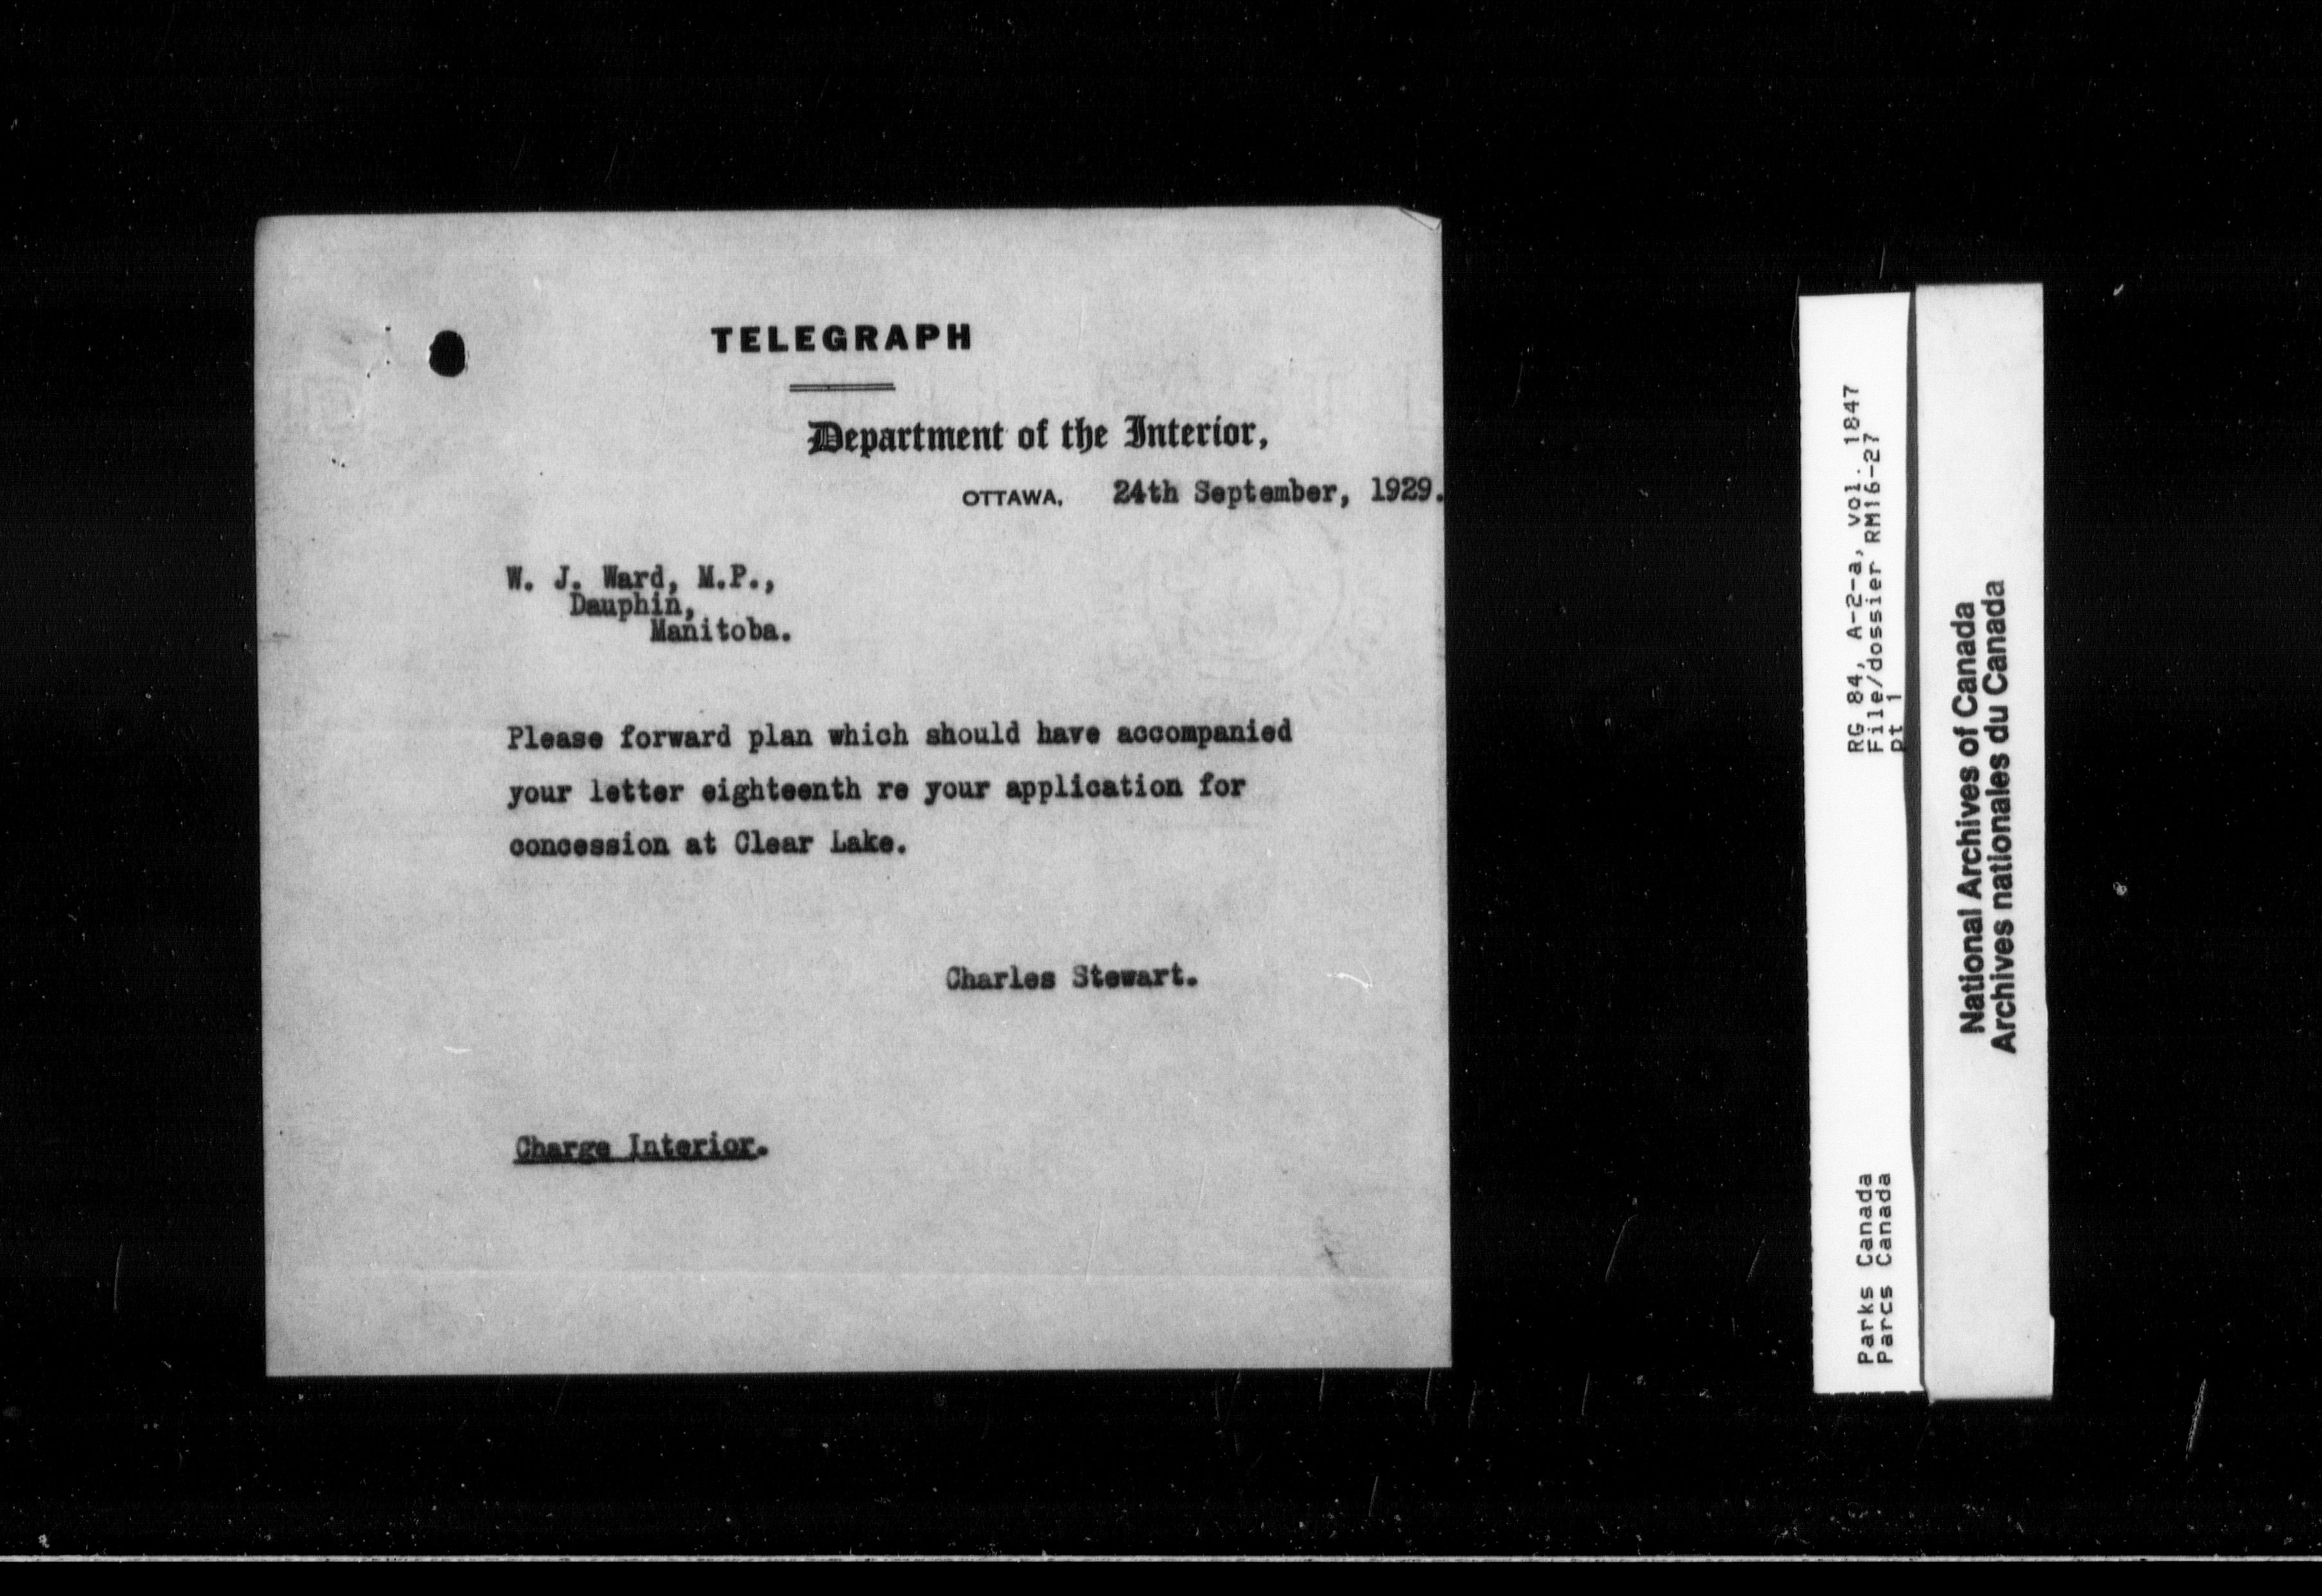 TELEGRAPH
Department of the Interior,
OTTAWA, 24th September, 1929.
W. J. Ward, M.P.,
Dauphin,
Manitoba.
Please forward plan which should have accompanied
your letter eighteenth re your application for
concession at Clear Lake.
Charles Stewart.
Charge Interior.
RG 84, A-2-a, vol. 1847
File/dossier RM16-27
pt 1
Parks Canada
Parcs Canada
National Archives of Canada
Archives nationales du Canada